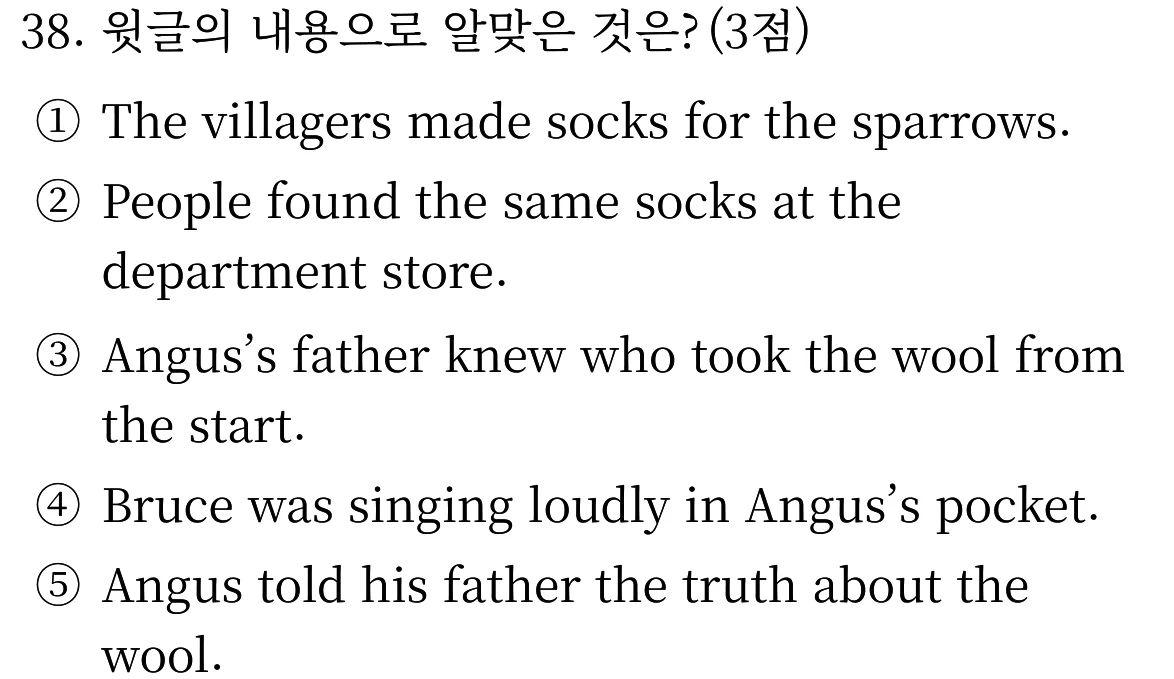 38. 윗글의 내용으로 알맞은 것은? (3점)
① The villagers made socks for the sparrows.
② People found the same socks at the
department store.
③ Angus’s father knew who took the wool from
the start.
④ Bruce was singing loudly in Angus’s pocket.
⑤ Angus told his father the truth about the
wool.